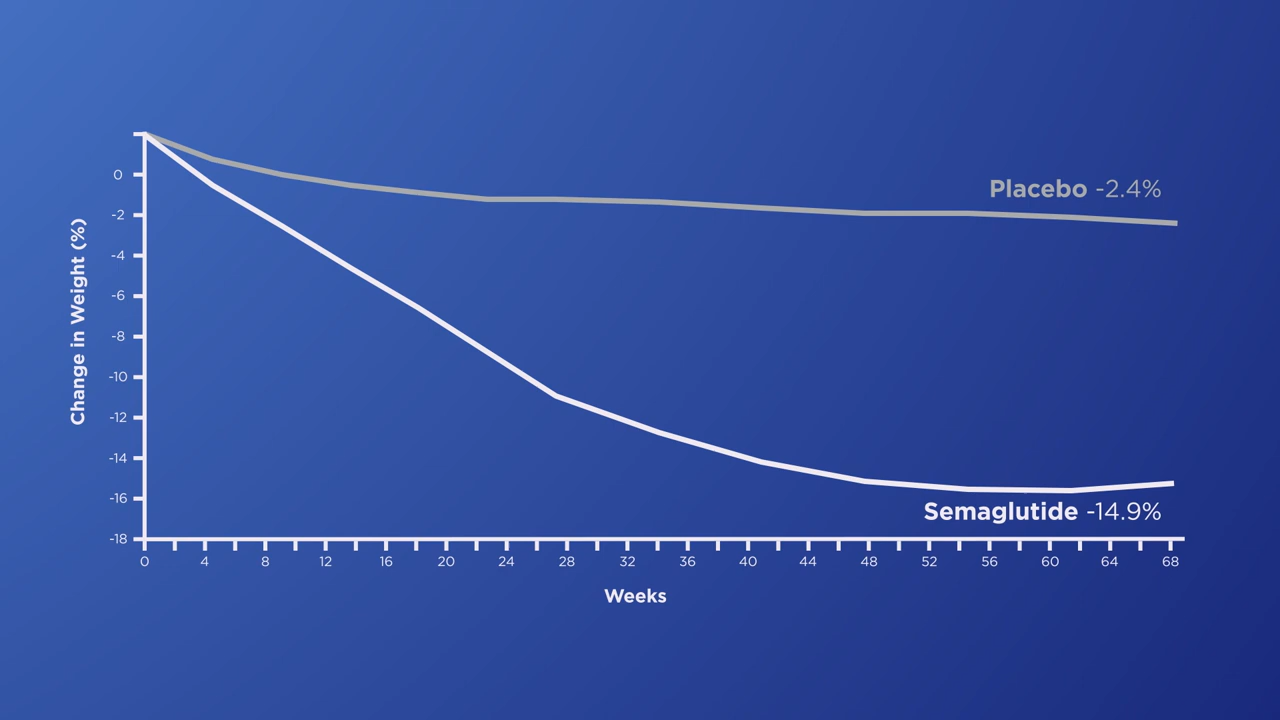 Placebo -2.4%
Semaglutide -14.9%
Change in Weight (%)
0
-2
-4
-6
-8
-10
-12
-14
-16
-18
0 4 8 12 16 20 24 28 32 36 40 44 48 52 56 60 64 68
Weeks